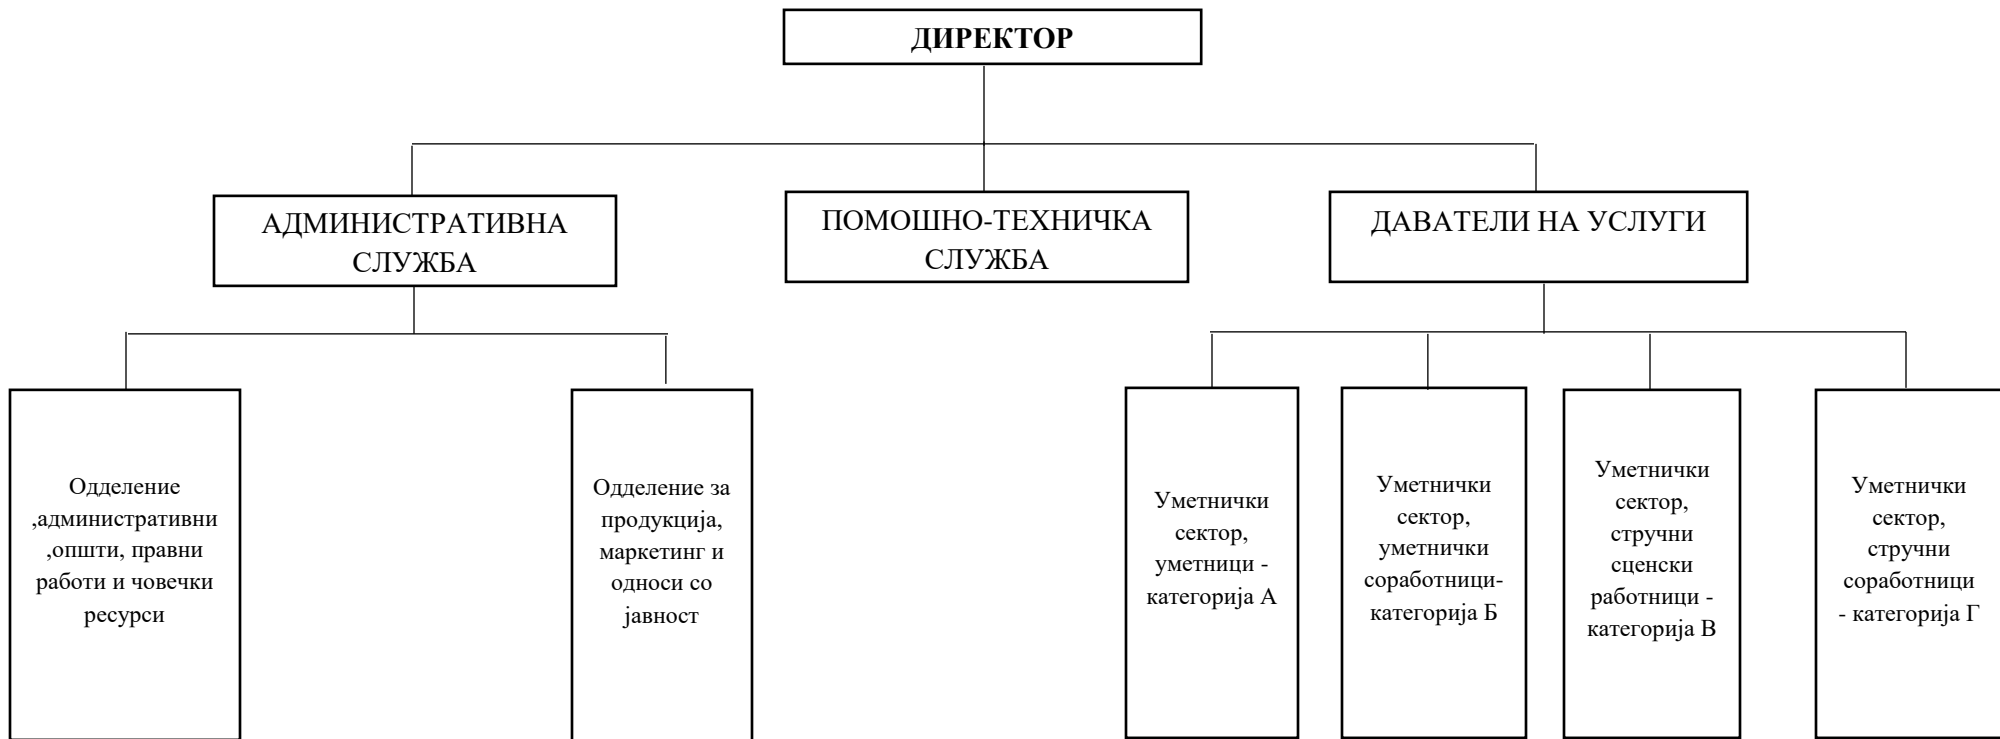 ДИРЕКТОР
АДМИНИСТРАТИВНА
СЛУЖБА
ПОМОШНО-ТЕХНИЧКА
СЛУЖБА
ДАВАТЕЛИ НА УСЛУГИ
Одделение
,административни
,општи, правни
работи и човечки
ресурси
Одделение за
продукција,
маркетинг и
односи со
јавност
Уметнички
сектор,
уметници -
категорија А
Уметнички
сектор,
уметнички
соработници-
категорија Б
Уметнички
сектор,
стручни
сценски
работници -
категорија В
Уметнички
сектор,
стручни
соработници
- категорија Г